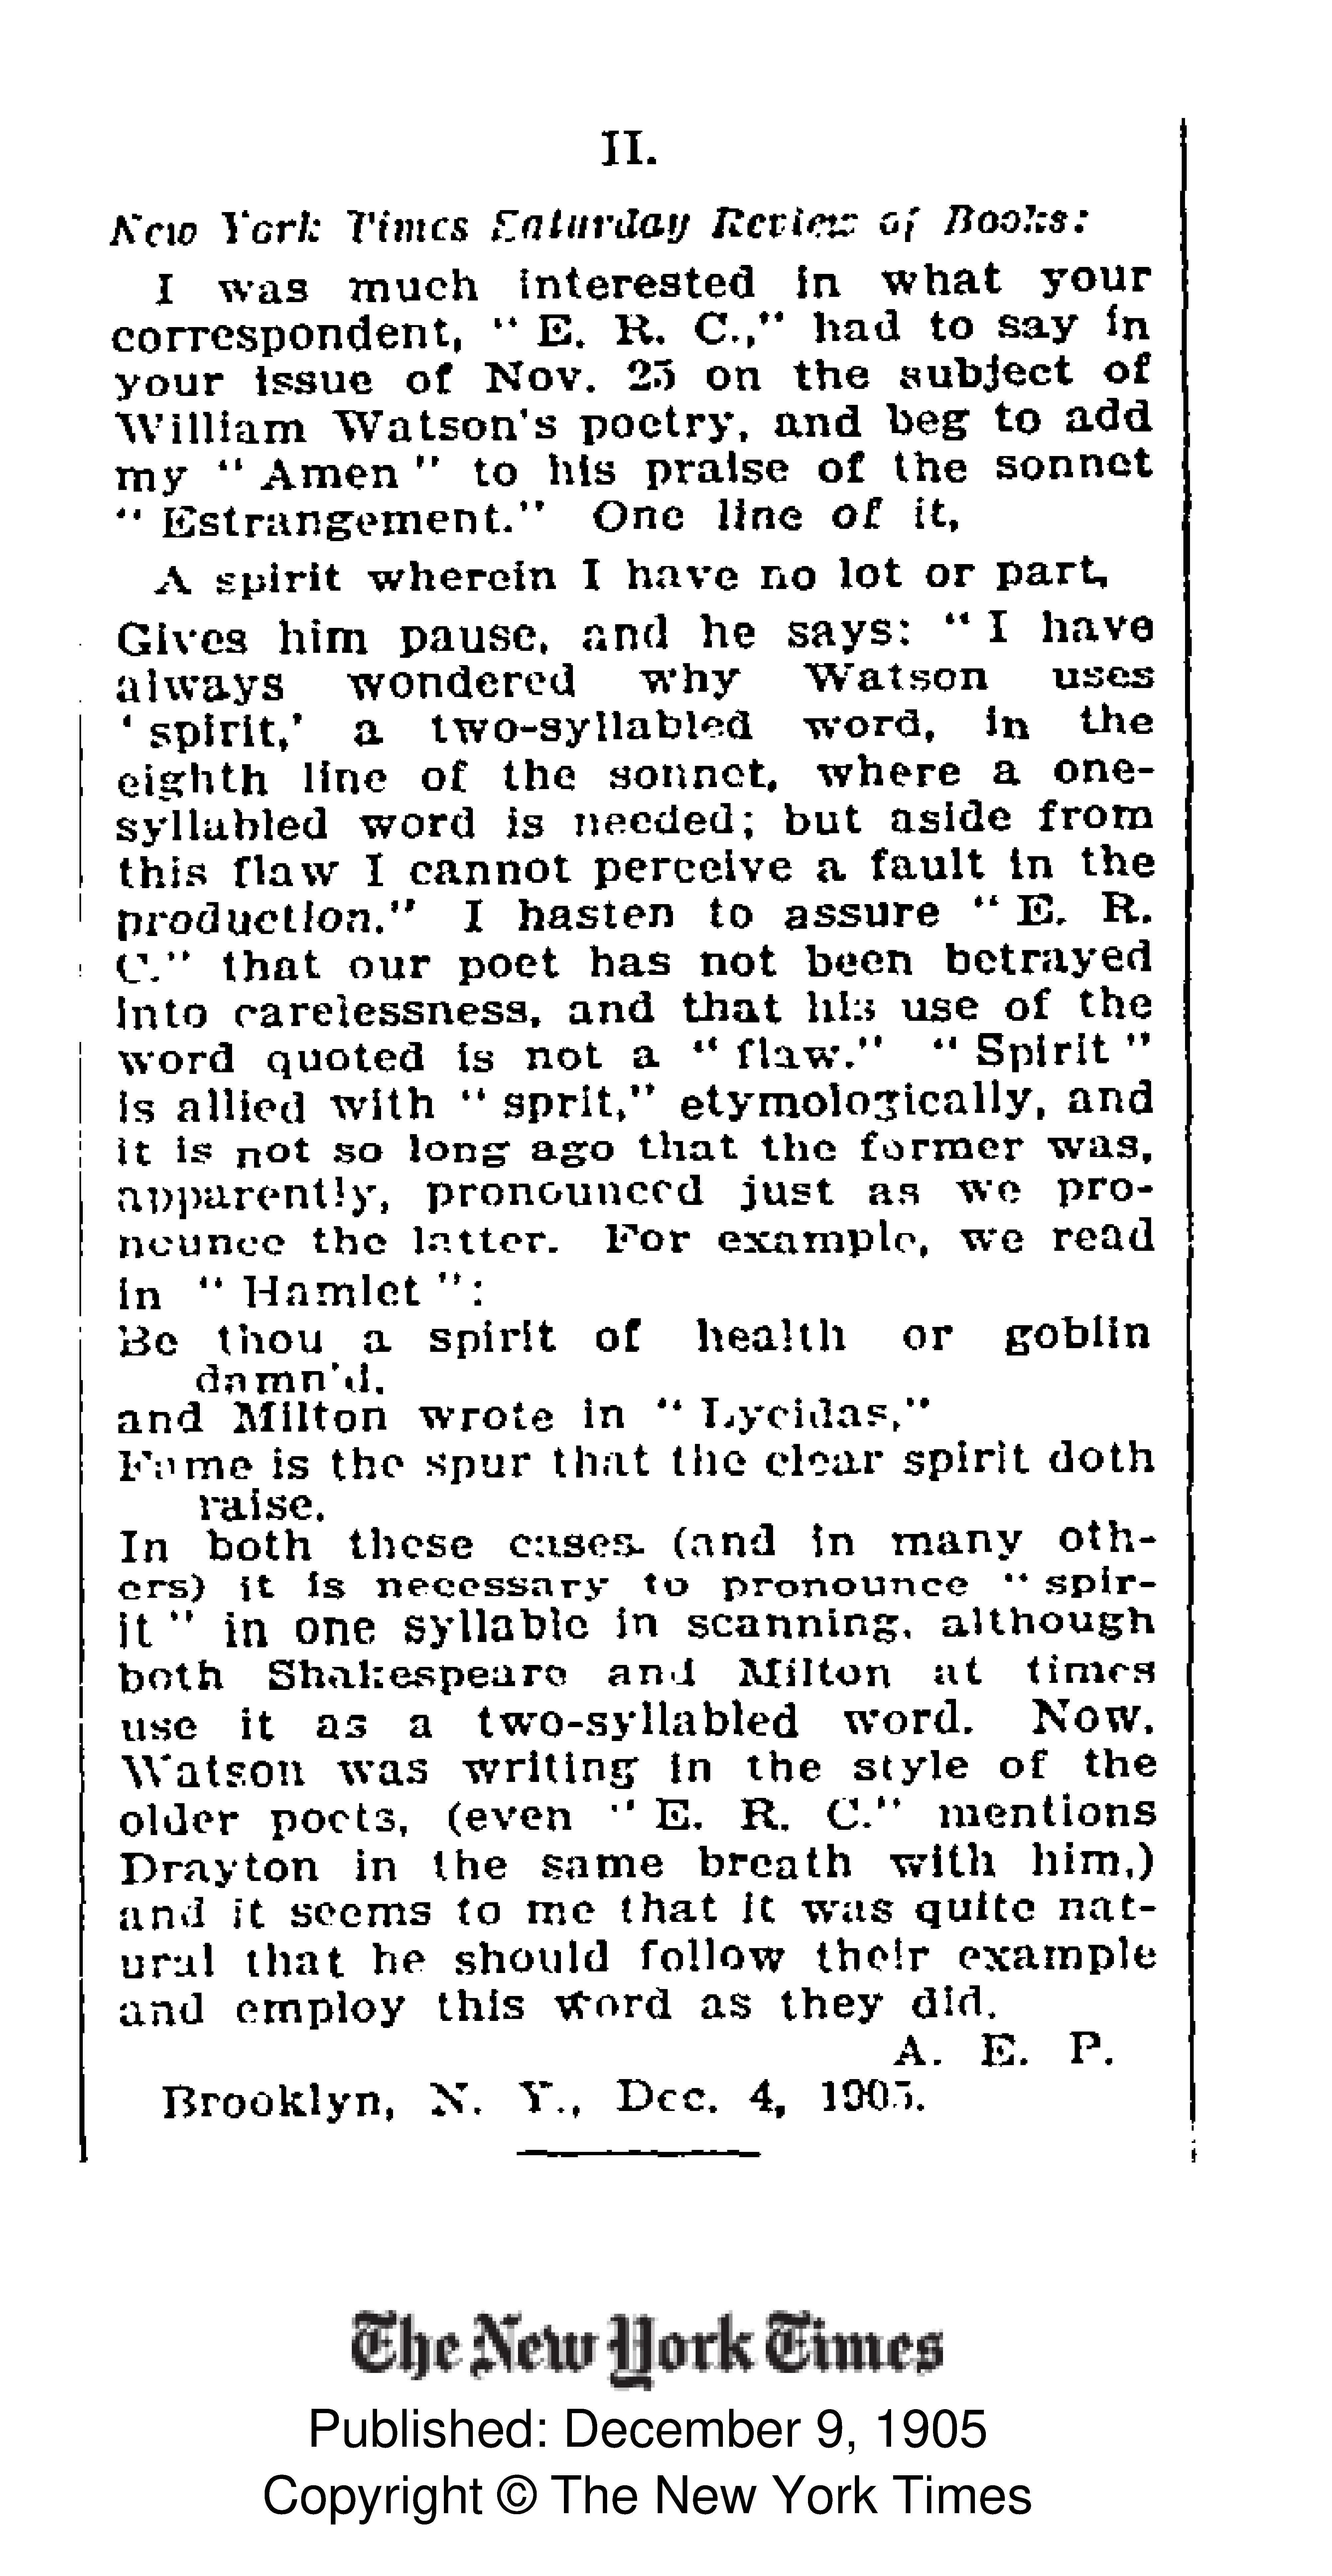 II.
New York Times Saturday Review of Books:
I was much interested in what your
correspondent, "E. R. C.," had to say in
your issue of Nov. 25 on the subject of
William Watson's poetry, and beg to add
my "Amen" to his praise of the sonnet
"Estrangement." One line of it,
A spirit wherein I have no lot or part,
Gives him pause, and he says: "I have
always wondered why Watson uses
'spirit,' a two-syllabled word, in the
eighth line of the sonnet, where a one-
syllabled word is needed; but aside from
this flaw I cannot perceive a fault in the
production." I hasten to assure "E. R.
C." that our poet has not been betrayed
into carelessness, and that his use of the
word quoted is not a "flaw." "Spirit"
is allied with "sprit," etymologically, and
it is not so long ago that the former was,
apparently, pronounced just as we pro-
nounce the latter. For example, we read
in "Hamlet":
Be thou a spirit of health or goblin
damn'd.
and Milton wrote in "Lycidas,"
Fame is the spur that the clear spirit doth
raise.
In both these cases (and in many oth-
ers) it is necessary to pronounce "spir-
it" in one syllable in scanning, although
both Shakespeare and Milton at times
use it as a two-syllabled word. Now,
Watson was writing in the style of the
older poets, (even "E. R. C." mentions
Drayton in the same breath with him,)
and it seems to me that it was quite nat-
ural that he should follow their example
and employ this word as they did.
A. E. P.
Brooklyn, N. Y., Dec. 4, 1905.
The New York Times
Published: December 9, 1905
Copyright © The New York Times